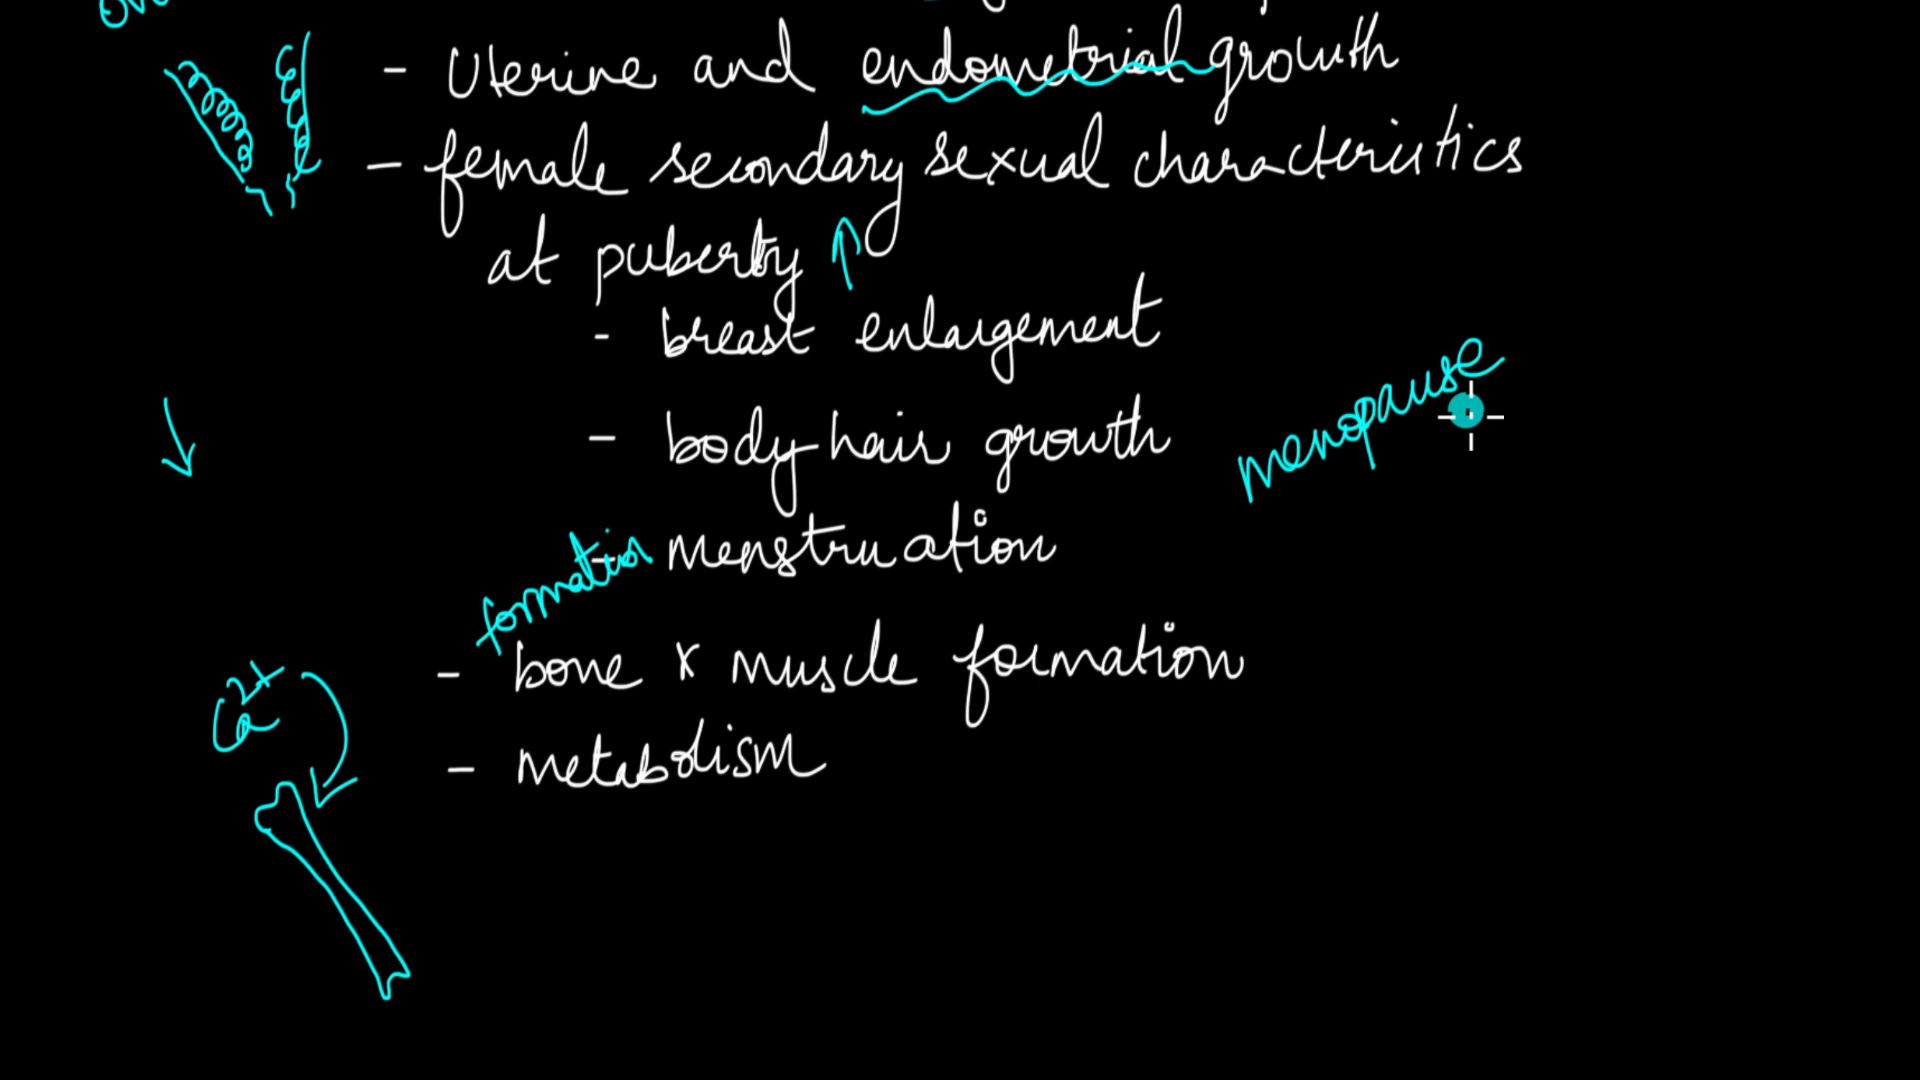 - Uterine and endometrial growth
- female secondary sexual characteristics
at puberty ↑
- breast enlargement
menopause
- body hair growth
- menstruation
formation
- bone & muscle formation
Ca2+
- metabolism